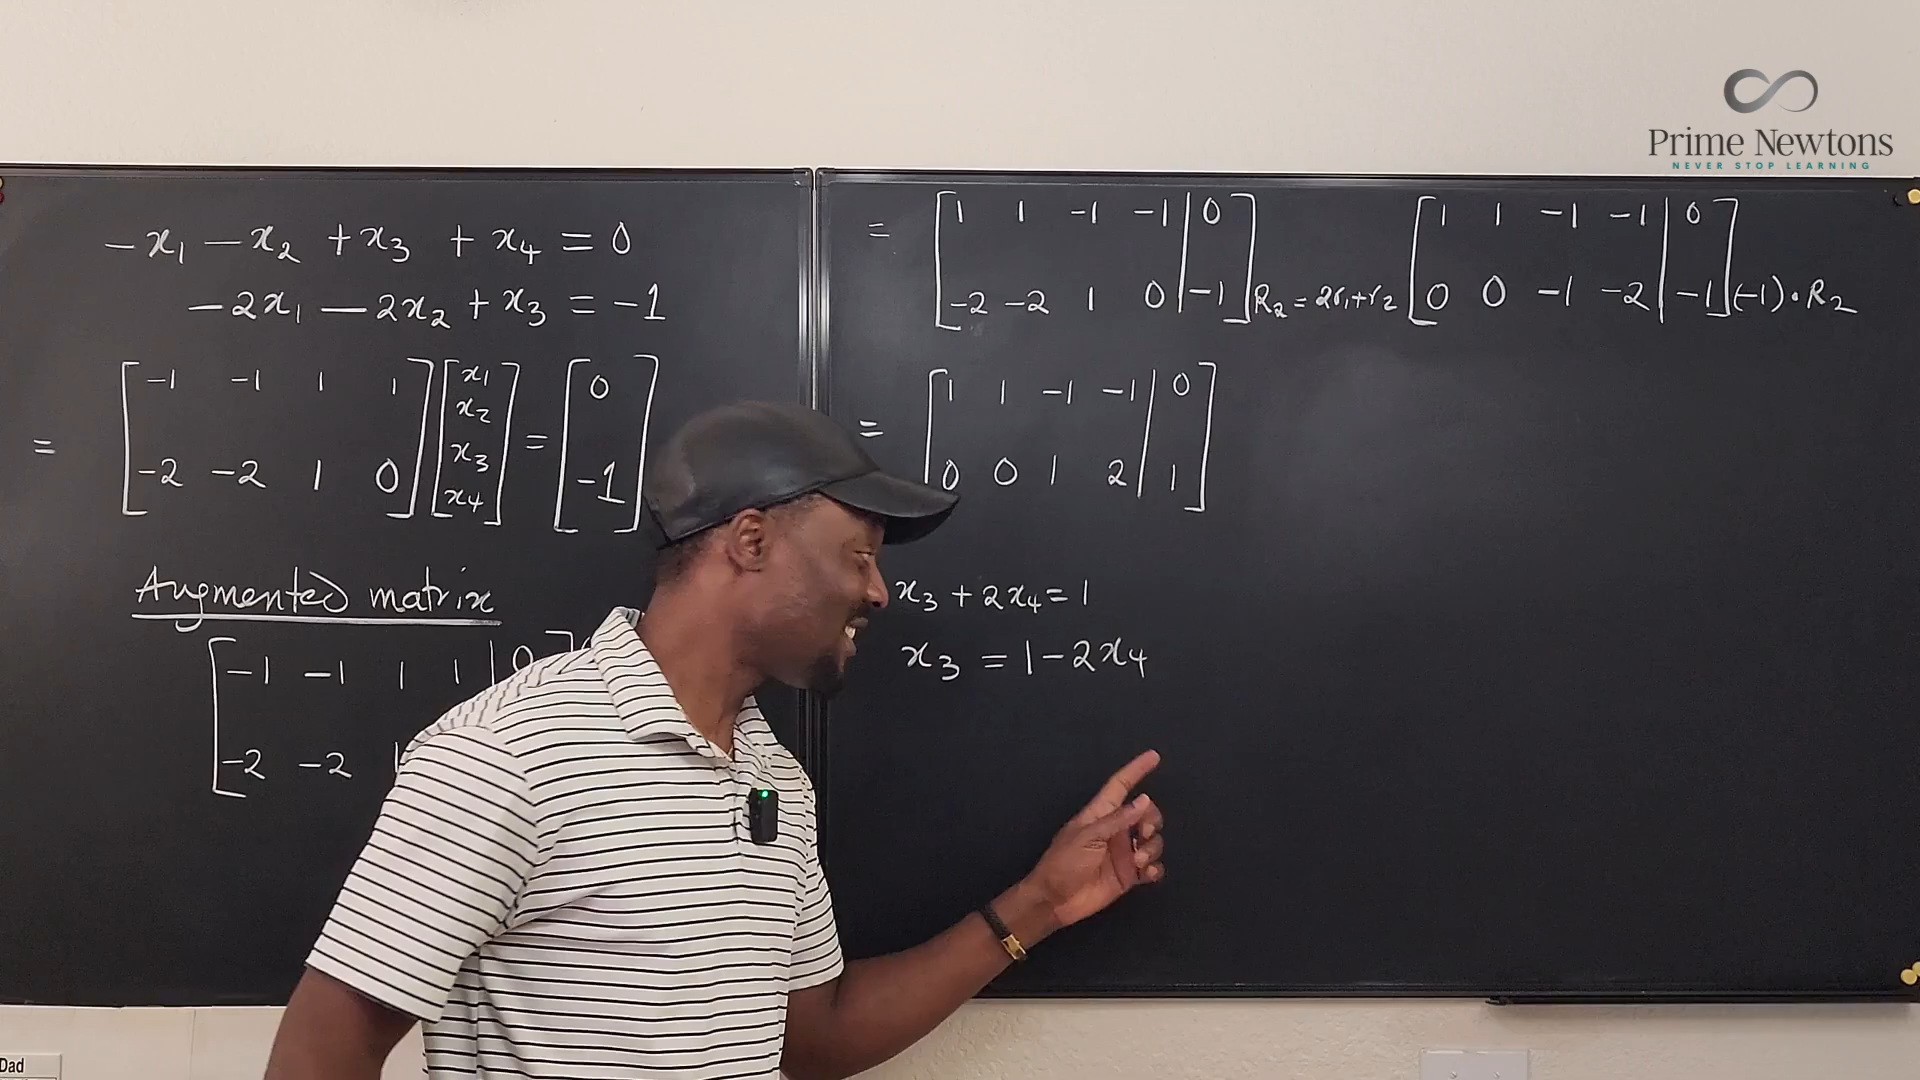 Prime Newtons
NEVER STOP LEARNING
-x₁ - x₂ + x₃ + x₄ = 0
-2x₁ - 2x₂ + x₃ = -1
= [ -1 -1 1 1 ] [ x₁ ] = [ 0 ]
x₂
x₃
[ -2 -2 1 0 ] [ x₄ ] [ -1 ]
Augmented matrix
[ -1 -1 1 1 | 0 ]
[ -2 -2 1
= [ 1 1 -1 -1 | 0 ] [ 1 1 -1 -1 | 0 ]
[ -2 -2 1 0 | -1 ] R₂ = 2r₁+r₂ [ 0 0 -1 -2 | -1 ] (-1)·R₂
= [ 1 1 -1 -1 | 0 ]
[ 0 0 1 2 | 1 ]
x₃ + 2x₄ = 1
x₃ = 1 - 2x₄
Dad